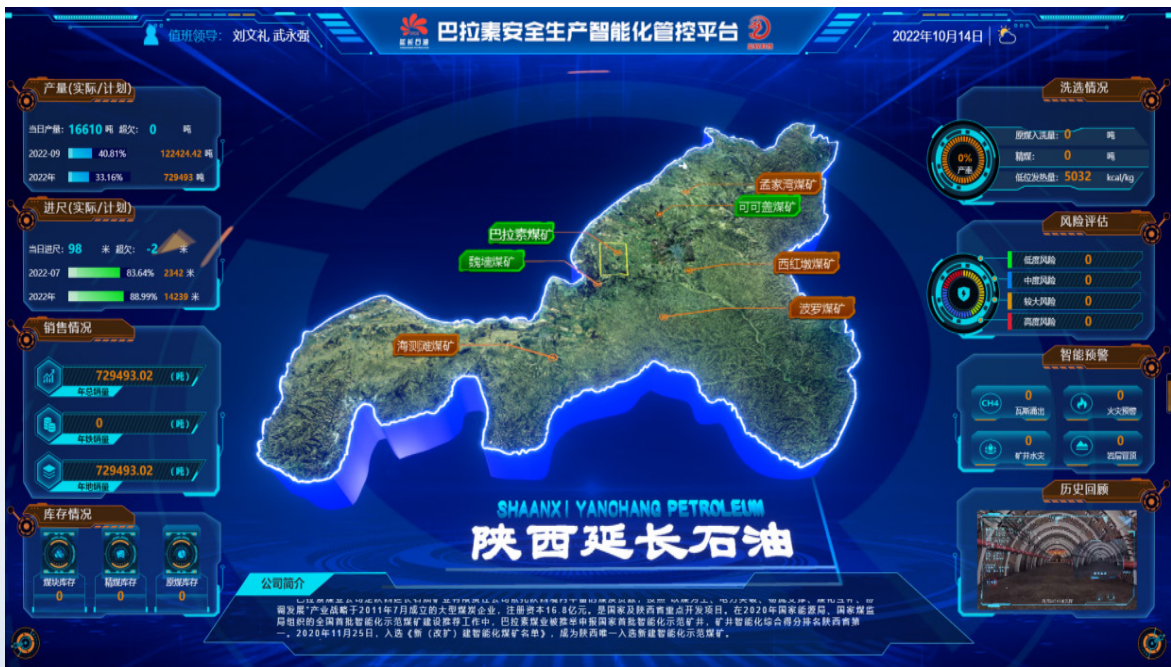 值班领导: 刘文礼 武永强
延长石油
巴拉素安全生产智能化管控平台
2022年10月14日
产量(实际/计划)
当日产量: 16610 吨 超欠: 0 吨
2022-09 40.81% 122424.42 吨
2022年 33.16% 729493 吨
进尺(实际/计划)
当日进尺: 98 米 超欠: -2 米
2022-07 83.64% 2342 米
2022年 88.99% 14239 米
销售情况
729493.02 (吨)
年总销量
0 (吨)
年铁销量
729493.02 (吨)
年地销量
库存情况
煤块库存 精煤库存 原煤库存
0 0 0
孟家湾煤矿
可可盖煤矿
巴拉素煤矿
魏墙煤矿
西红墩煤矿
波罗煤矿
海测滩煤矿
SHAANXI YANCHANG PETROLEUM
陕西延长石油
公司简介
调发展”产业战略于2011年7月成立的大型煤炭企业，注册资本16.8亿元，是国家及陕西省重点开发项目。在2020年国家能源局、国家煤监
局组织的全国首批智能化示范煤矿建设推荐工作中，巴拉素煤业被推举申报国家首批智能化示范矿井，矿井智能化综合得分排名陕西省第
一。2020年11月25日，入选《新（改扩）建智能化煤矿名单》，成为陕西唯一入选新建智能化示范煤矿。
洗选情况
0%
产率
原煤入洗量: 0 吨
精煤: 0 吨
低位发热量: 5032 kcal/kg
风险评估
低度风险 0
中度风险 0
较大风险 0
高度风险 0
智能预警
CH4 0
瓦斯涌出
0
火灾预警
0
矿井水灾
0
岩层冒顶
历史回顾